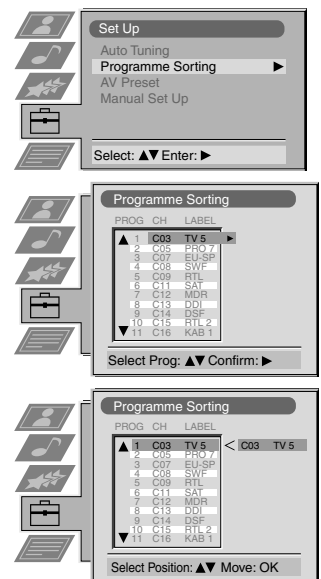 Set Up
Auto Tuning
Programme Sorting
AV Preset
Manual Set Up
Select: ▲▼ Enter: ▶
Programme Sorting
PROG CH LABEL
1 C03 TV 5
2 C05 PRO 7
3 C07 EU-SP
4 C08 SWF
5 C09 RTL
6 C11 SAT
7 C12 MDR
8 C13 DDI
9 C14 DSF
10 C15 RTL 2
11 C16 KAB 1
Select Prog: ▲▼ Confirm: ▶
Programme Sorting
PROG CH LABEL
1 C03 TV 5 < C03 TV 5
2 C05 PRO 7
3 C07 EU-SP
4 C08 SWF
5 C09 RTL
6 C11 SAT
7 C12 MDR
8 C13 DDI
9 C14 DSF
10 C15 RTL 2
11 C16 KAB 1
Select Position: ▲▼ Move: OK